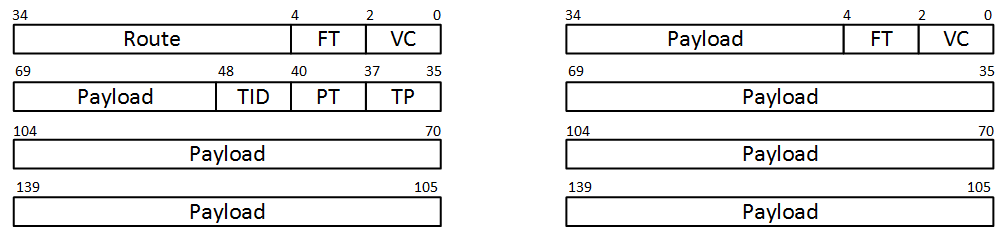 34 4 2 0
Route FT VC
69 48 40 37 35
Payload TID PT TP
104 70
Payload
139 105
Payload
34 4 2 0
Payload FT VC
69 35
Payload
104 70
Payload
139 105
Payload